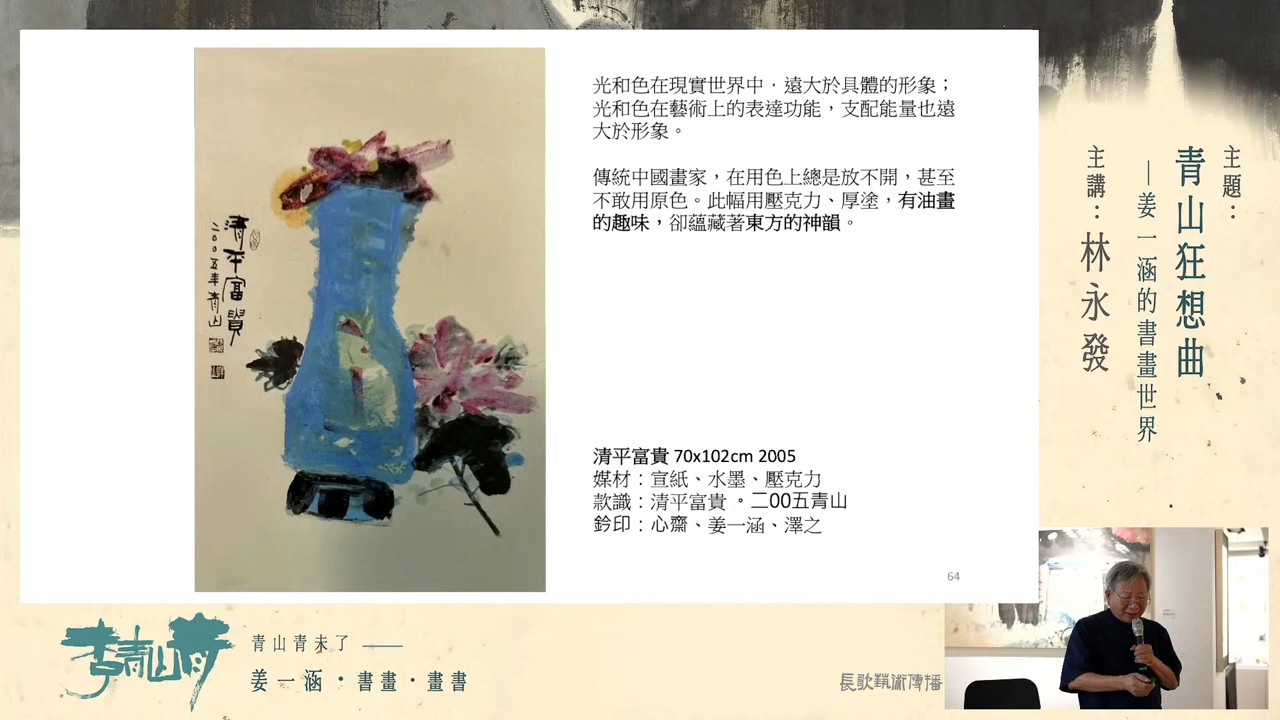 光和色在現實世界中，遠大於具體的形象；
光和色在藝術上的表達功能，支配能量也遠
大於形象。
傳統中國畫家，在用色上總是放不開，甚至
不敢用原色。此幅用壓克力、厚塗，有油畫
的趣味，卻蘊藏著東方的神韻。
清平富貴
二００五年青山
清平富貴 70x102cm 2005
媒材：宣紙、水墨、壓克力
款識：清平富貴 。二00五青山
鈐印：心齋、姜一涵、澤之
64
主題：
青山狂想曲
—姜一涵的書畫世界
主講：林永發
青山青未了——
姜一涵・書畫・畫書
長歌藝術傳播